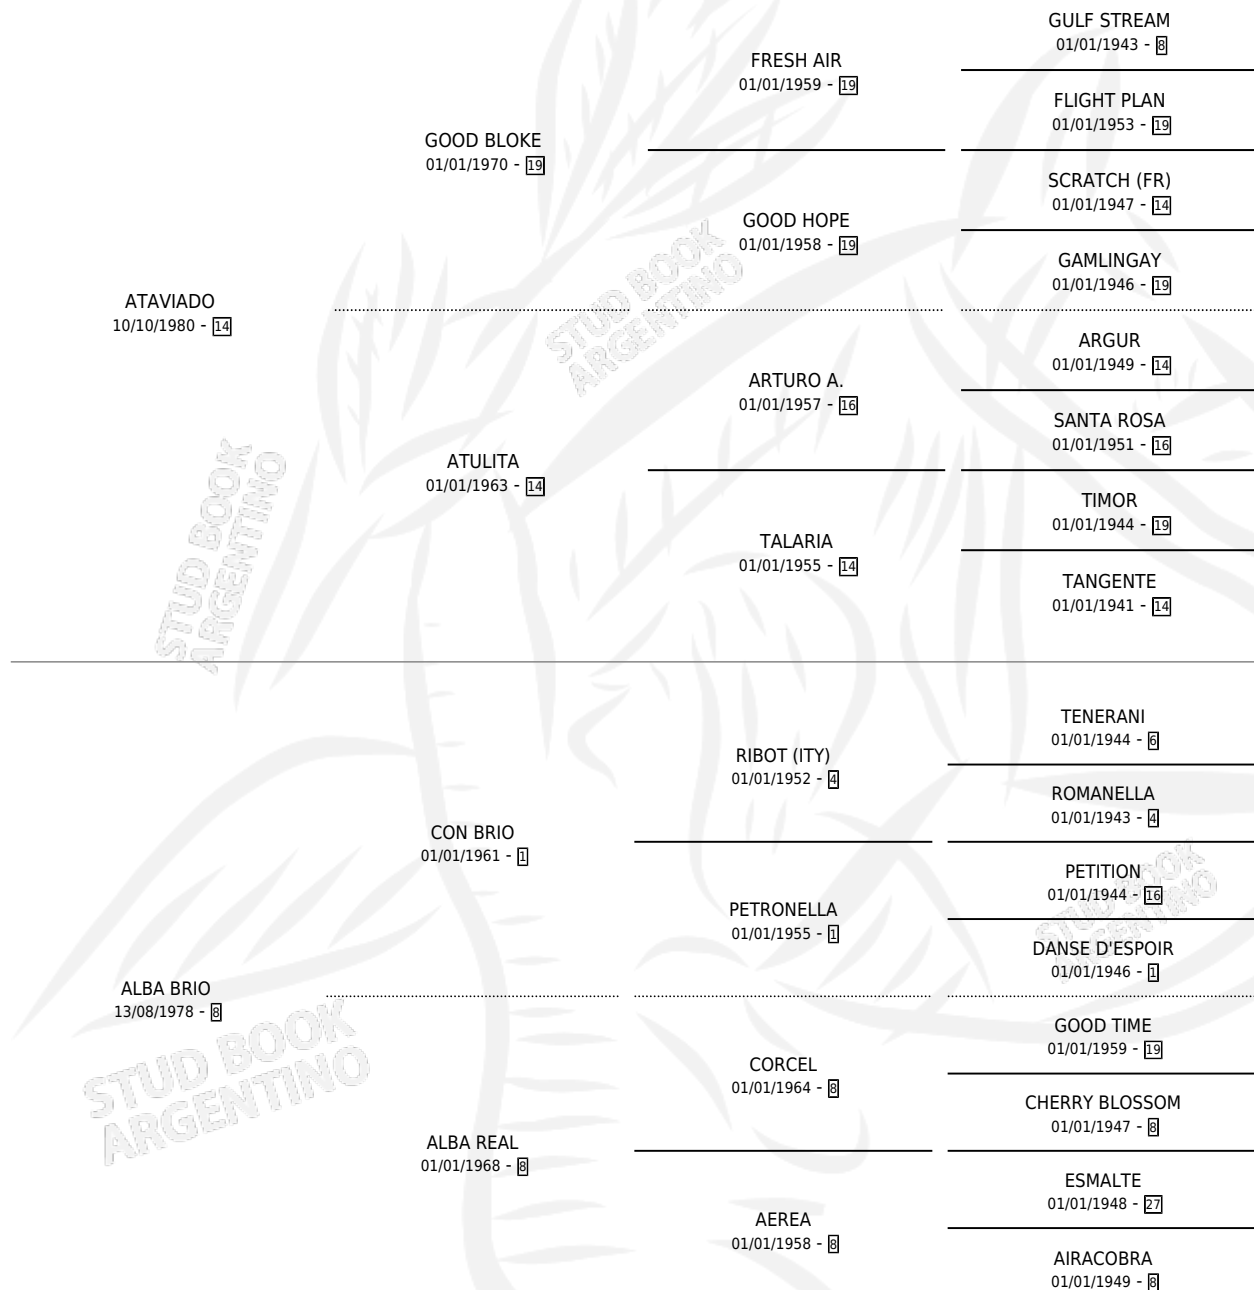 GULF STREAM
01/01/1943 - 8
FRESH AIR
01/01/1959 - 19
FLIGHT PLAN
01/01/1953 - 19
GOOD BLOKE
01/01/1970 - 19
SCRATCH (FR)
01/01/1947 - 14
GOOD HOPE
01/01/1958 - 19
GAMLINGAY
01/01/1946 - 19
ATAVIADO
10/10/1980 - 14
ARGUR
01/01/1949 - 14
ARTURO A.
01/01/1957 - 16
SANTA ROSA
01/01/1951 - 16
ATULITA
01/01/1963 - 14
TIMOR
01/01/1944 - 19
TALARIA
01/01/1955 - 14
TANGENTE
01/01/1941 - 14
TENERANI
01/01/1944 - 6
RIBOT (ITY)
01/01/1952 - 4
ROMANELLA
01/01/1943 - 4
CON BRIO
01/01/1961 - 1
PETITION
01/01/1944 - 16
PETRONELLA
01/01/1955 - 1
DANSE D'ESPOIR
01/01/1946 - 1
ALBA BRIO
13/08/1978 - 8
GOOD TIME
01/01/1959 - 19
CORCEL
01/01/1964 - 8
CHERRY BLOSSOM
01/01/1947 - 8
ALBA REAL
01/01/1968 - 8
ESMALTE
01/01/1948 - 27
AEREA
01/01/1958 - 8
AIRACOBRA
01/01/1949 - 8
STUD BOOK
ARGENTINO
STUD BOOK
ARGENTINO
STUD BOOK
ARGENTINO
STUD BOOK
ARGENTINO